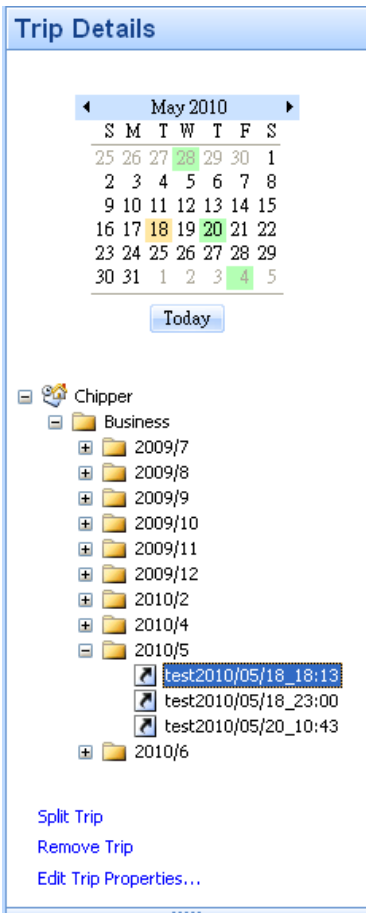 Trip Details
May 2010
S M T W T F S
25 26 27 28 29 30 1
2 3 4 5 6 7 8
9 10 11 12 13 14 15
16 17 18 19 20 21 22
23 24 25 26 27 28 29
30 31 1 2 3 4 5
Today
Chipper
Business
2009/7
2009/8
2009/9
2009/10
2009/11
2009/12
2010/2
2010/4
2010/5
test2010/05/18_18:13
test2010/05/18_23:00
test2010/05/20_10:43
2010/6
Split Trip
Remove Trip
Edit Trip Properties...